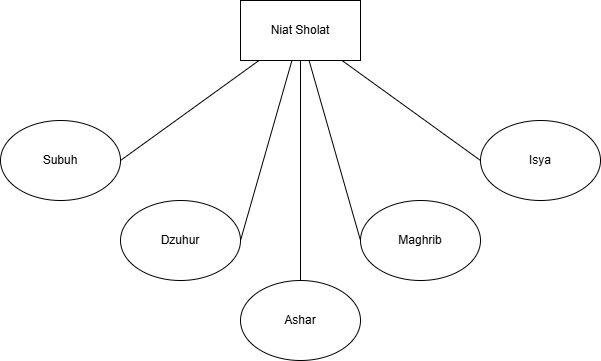 Niat Sholat
Subuh
Isya
Dzuhur
Maghrib
Ashar